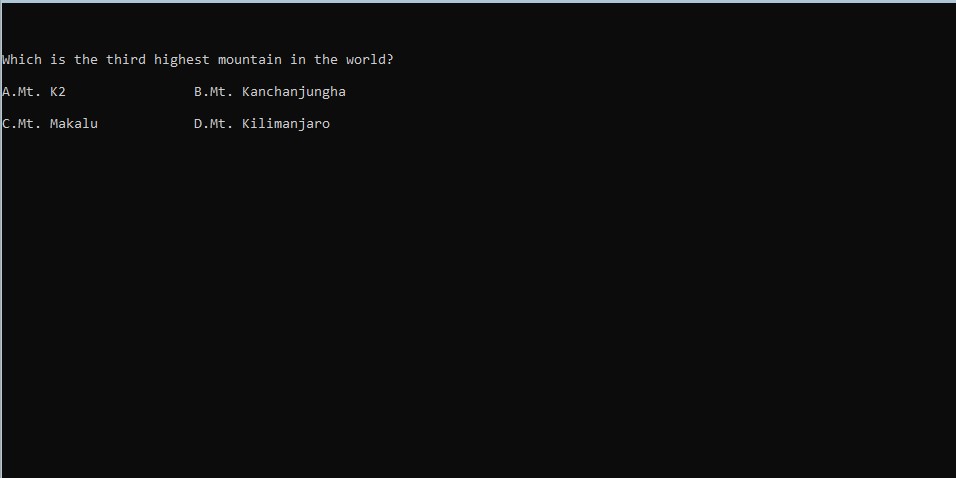 Which is the third highest mountain in the world?
A.Mt. K2                B.Mt. Kanchanjungha
C.Mt. Makalu            D.Mt. Kilimanjaro